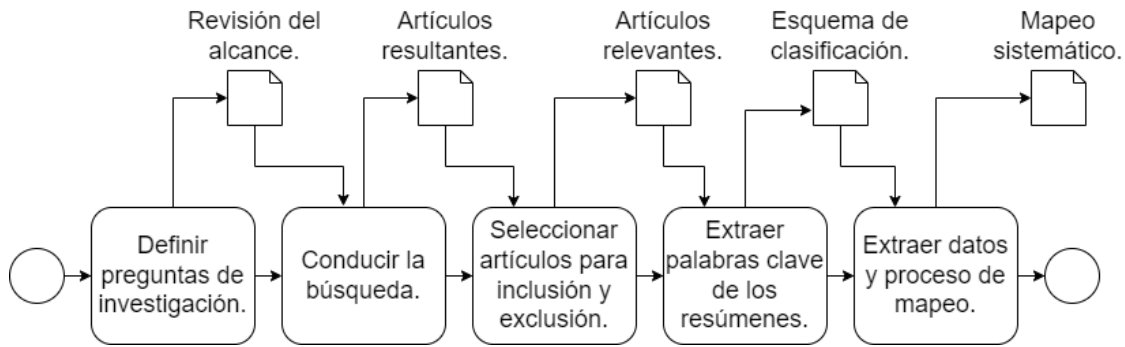 Revisión del
alcance.
Artículos
resultantes.
Artículos
relevantes.
Esquema de
clasificación.
Mapeo
sistemático.
Definir
preguntas de
investigación.
Conducir la
búsqueda.
Seleccionar
artículos para
inclusión y
exclusión.
Extraer
palabras clave
de los
resúmenes.
Extraer datos
y proceso de
mapeo.